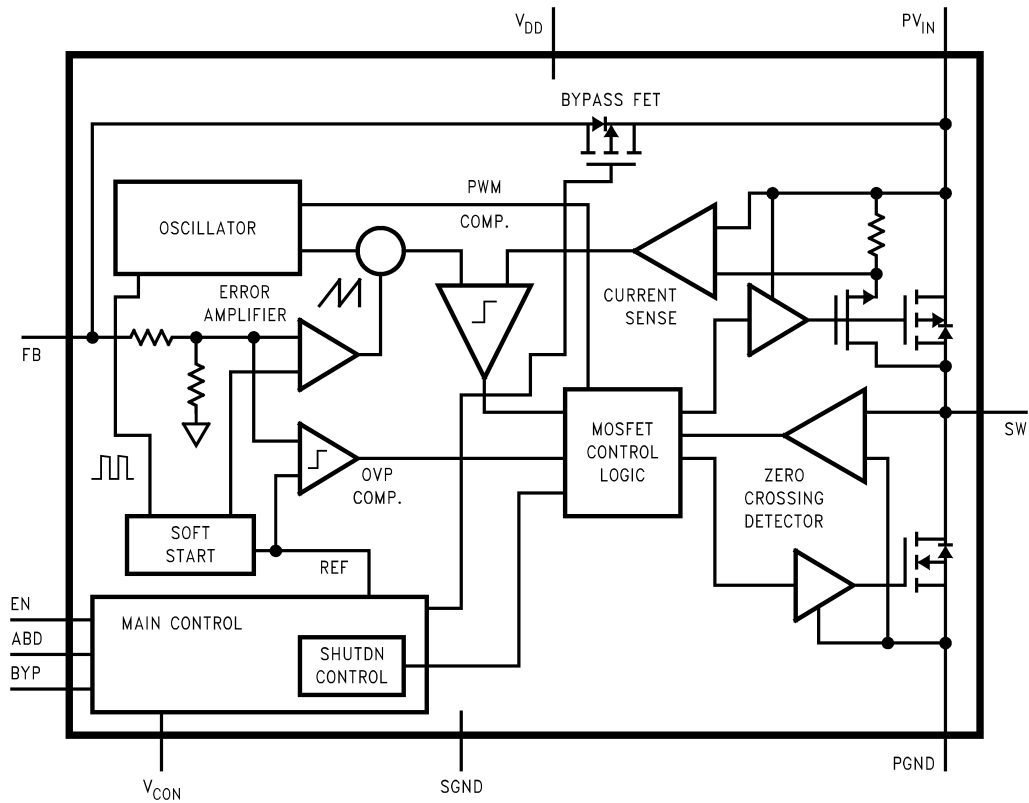 VDD
PVIN
BYPASS FET
OSCILLATOR
PWM
COMP.
ERROR
AMPLIFIER
CURRENT
SENSE
FB
SW
MOSFET
CONTROL
LOGIC
OVP
COMP.
ZERO
CROSSING
DETECTOR
SOFT
START
REF
EN
ABD
BYP
MAIN CONTROL
SHUTDN
CONTROL
VCON
SGND
PGND